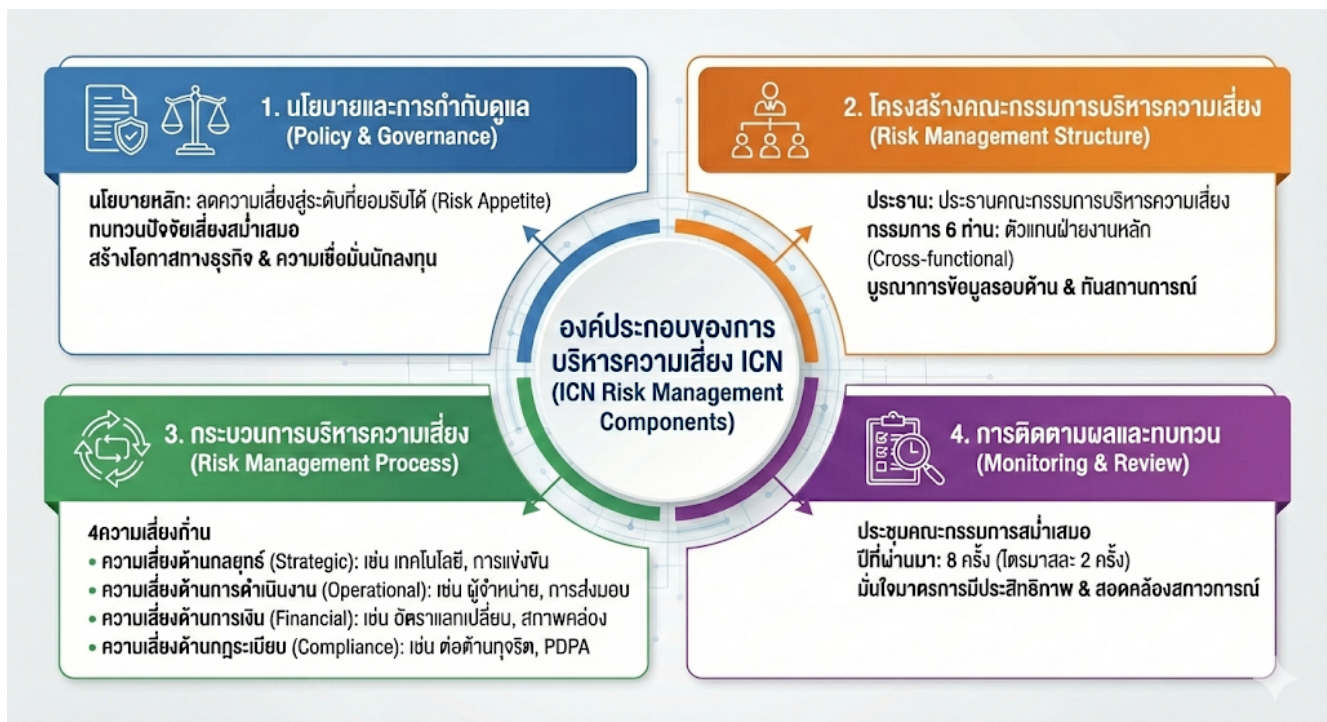 1. นโยบายและการกำกับดูแล
(Policy & Governance)
นโยบายหลัก: ลดความเสี่ยงสู่ระดับที่ยอมรับได้ (Risk Appetite)
ทบทวนปัจจัยเสี่ยงสม่ำเสมอ
สร้างโอกาสทางธุรกิจ & ความเชื่อมั่นนักลงทุน
2. โครงสร้างคณะกรรมการบริหารความเสี่ยง
(Risk Management Structure)
ประธาน: ประธานคณะกรรมการบริหารความเสี่ยง
กรรมการ 6 ท่าน: ตัวแทนฝ่ายงานหลัก
(Cross-functional)
บูรณาการข้อมูลรอบด้าน & ทันสถานการณ์
องค์ประกอบของการ
บริหารความเสี่ยง ICN
(ICN Risk Management
Components)
3. กระบวนการบริหารความเสี่ยง
(Risk Management Process)
4ความเสี่ยงก่าน
• ความเสี่ยงด้านกลยุทธ์ (Strategic): เช่น เทคโนโลยี, การแข่งขัน
• ความเสี่ยงด้านการดำเนินงาน (Operational): เช่น ผู้จำหน่าย, การส่งมอบ
• ความเสี่ยงด้านการเงิน (Financial): เช่น อัตราแลกเปลี่ยน, สภาพคล่อง
• ความเสี่ยงด้านกฎระเบียบ (Compliance): เช่น ต่อต้านทุจริต, PDPA
4. การติดตามผลและทบทวน
(Monitoring & Review)
ประชุมคณะกรรมการสม่ำเสมอ
ปีที่ผ่านมา: 8 ครั้ง (ไตรมาสละ 2 ครั้ง)
มั่นใจมาตรการมีประสิทธิภาพ & สอดคล้องสภาวการณ์